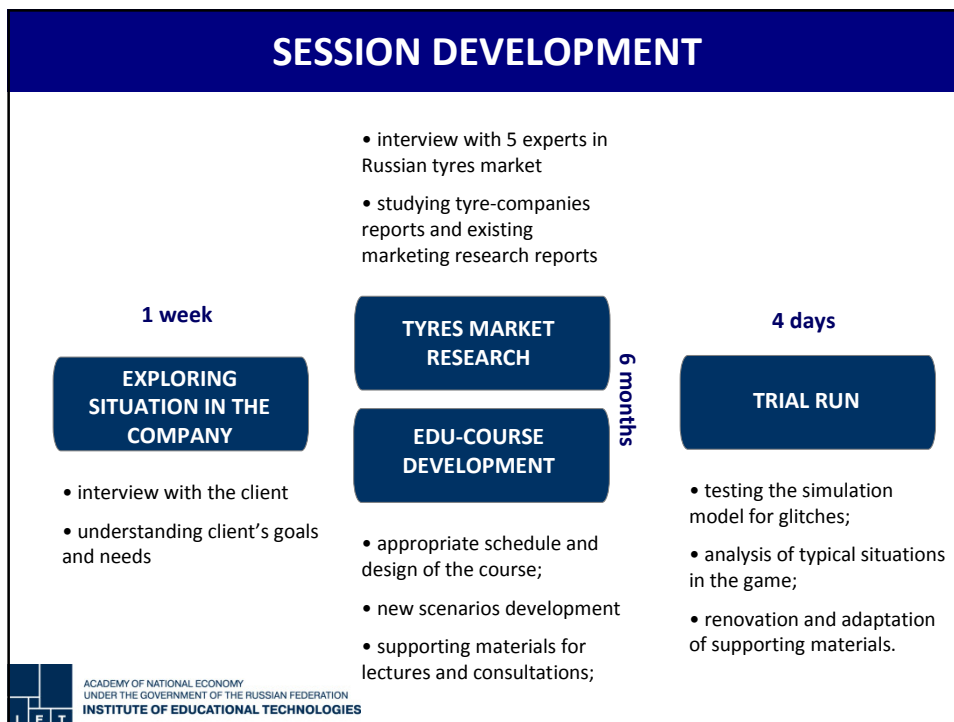 SESSION DEVELOPMENT
• interview with 5 experts in
Russian tyres market
• studying tyre-companies
reports and existing
marketing research reports
1 week
EXPLORING
SITUATION IN THE
COMPANY
• interview with the client
• understanding client’s goals
and needs
TYRES MARKET
RESEARCH
EDU-COURSE
DEVELOPMENT
6 months
• appropriate schedule and
design of the course;
• new scenarios development
• supporting materials for
lectures and consultations;
4 days
TRIAL RUN
• testing the simulation
model for glitches;
• analysis of typical situations
in the game;
• renovation and adaptation
of supporting materials.
I E T
ACADEMY OF NATIONAL ECONOMY
UNDER THE GOVERNMENT OF THE RUSSIAN FEDERATION
INSTITUTE OF EDUCATIONAL TECHNOLOGIES